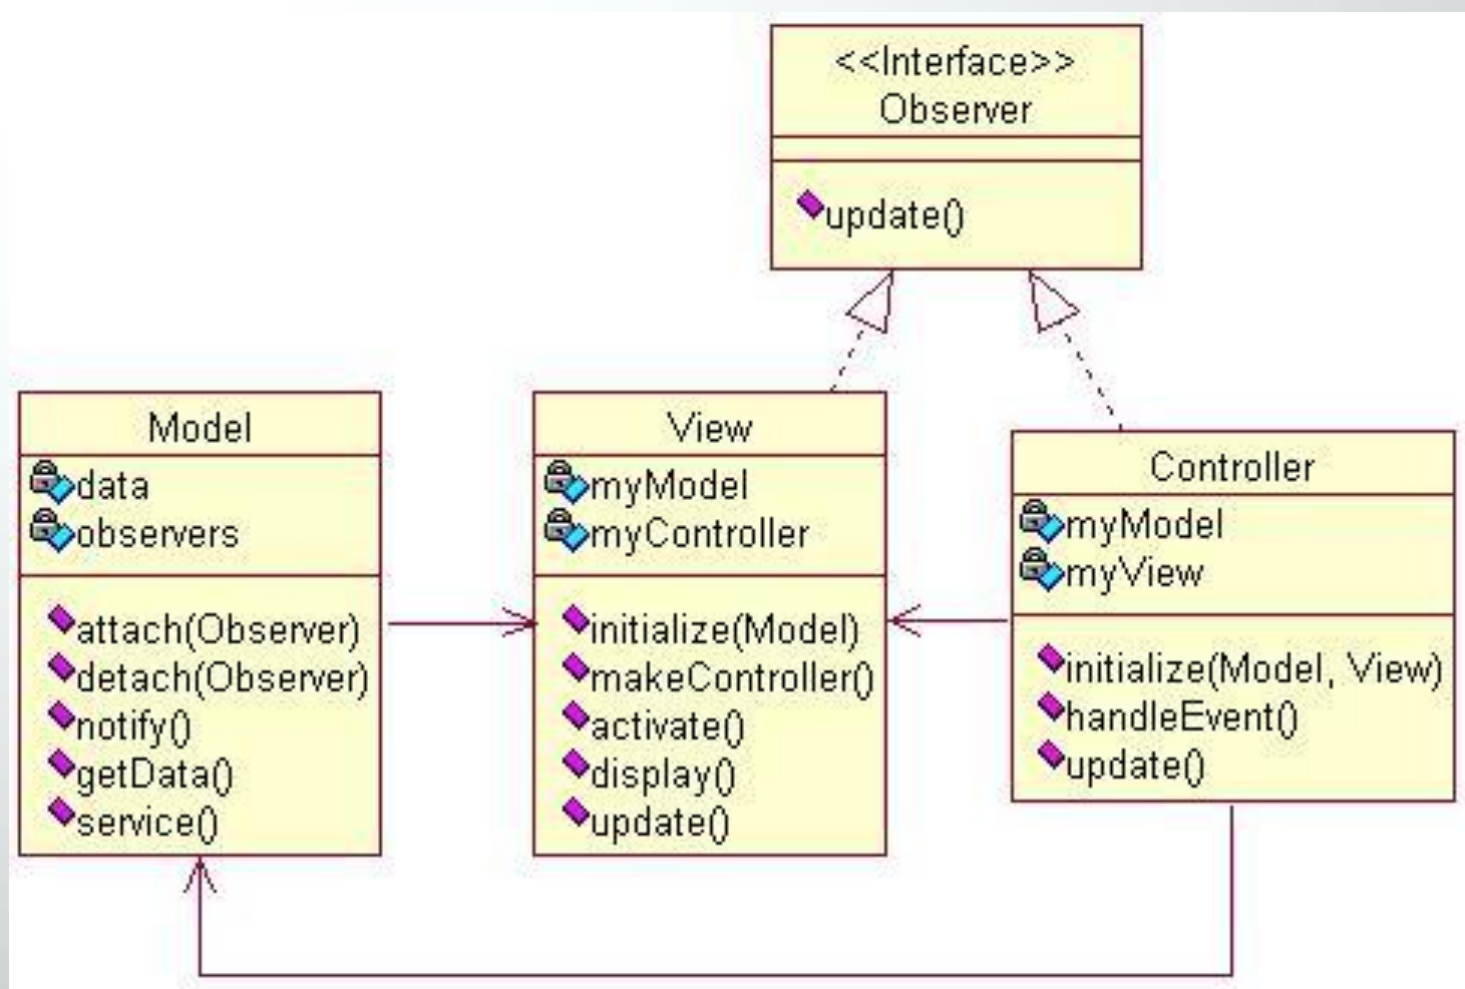 <<Interface>>
Observer
update()
Model
data
observers
attach(Observer)
detach(Observer)
notify()
getData()
service()
View
myModel
myController
initialize(Model)
makeController()
activate()
display()
update()
Controller
myModel
myView
initialize(Model, View)
handleEvent()
update()